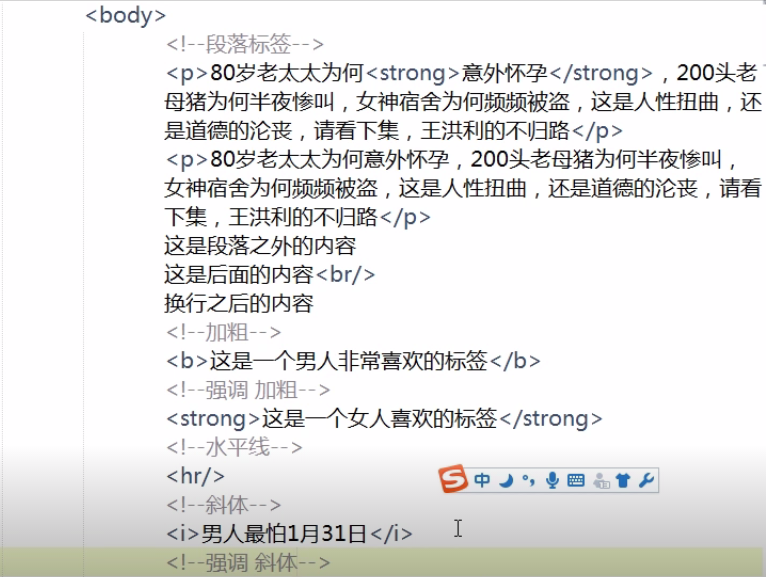 <body>
<!--段落标签-->
<p>80岁老太太为何<strong>意外怀孕</strong>，200头老
母猪为何半夜惨叫，女神宿舍为何频频被盗，这是人性扭曲，还
是道德的沦丧，请看下集，王洪利的不归路</p>
<p>80岁老太太为何意外怀孕，200头老母猪为何半夜惨叫，
女神宿舍为何频频被盗，这是人性扭曲，还是道德的沦丧，请看
下集，王洪利的不归路</p>
这是段落之外的内容
这是后面的内容<br/>
换行之后的内容
<!--加粗-->
<b>这是一个男人非常喜欢的标签</b>
<!--强调 加粗-->
<strong>这是一个女人喜欢的标签</strong>
<!--水平线-->
<hr/>
S中
<!--斜体-->
<i>男人最怕1月31日</i>
<!--强调 斜体-->